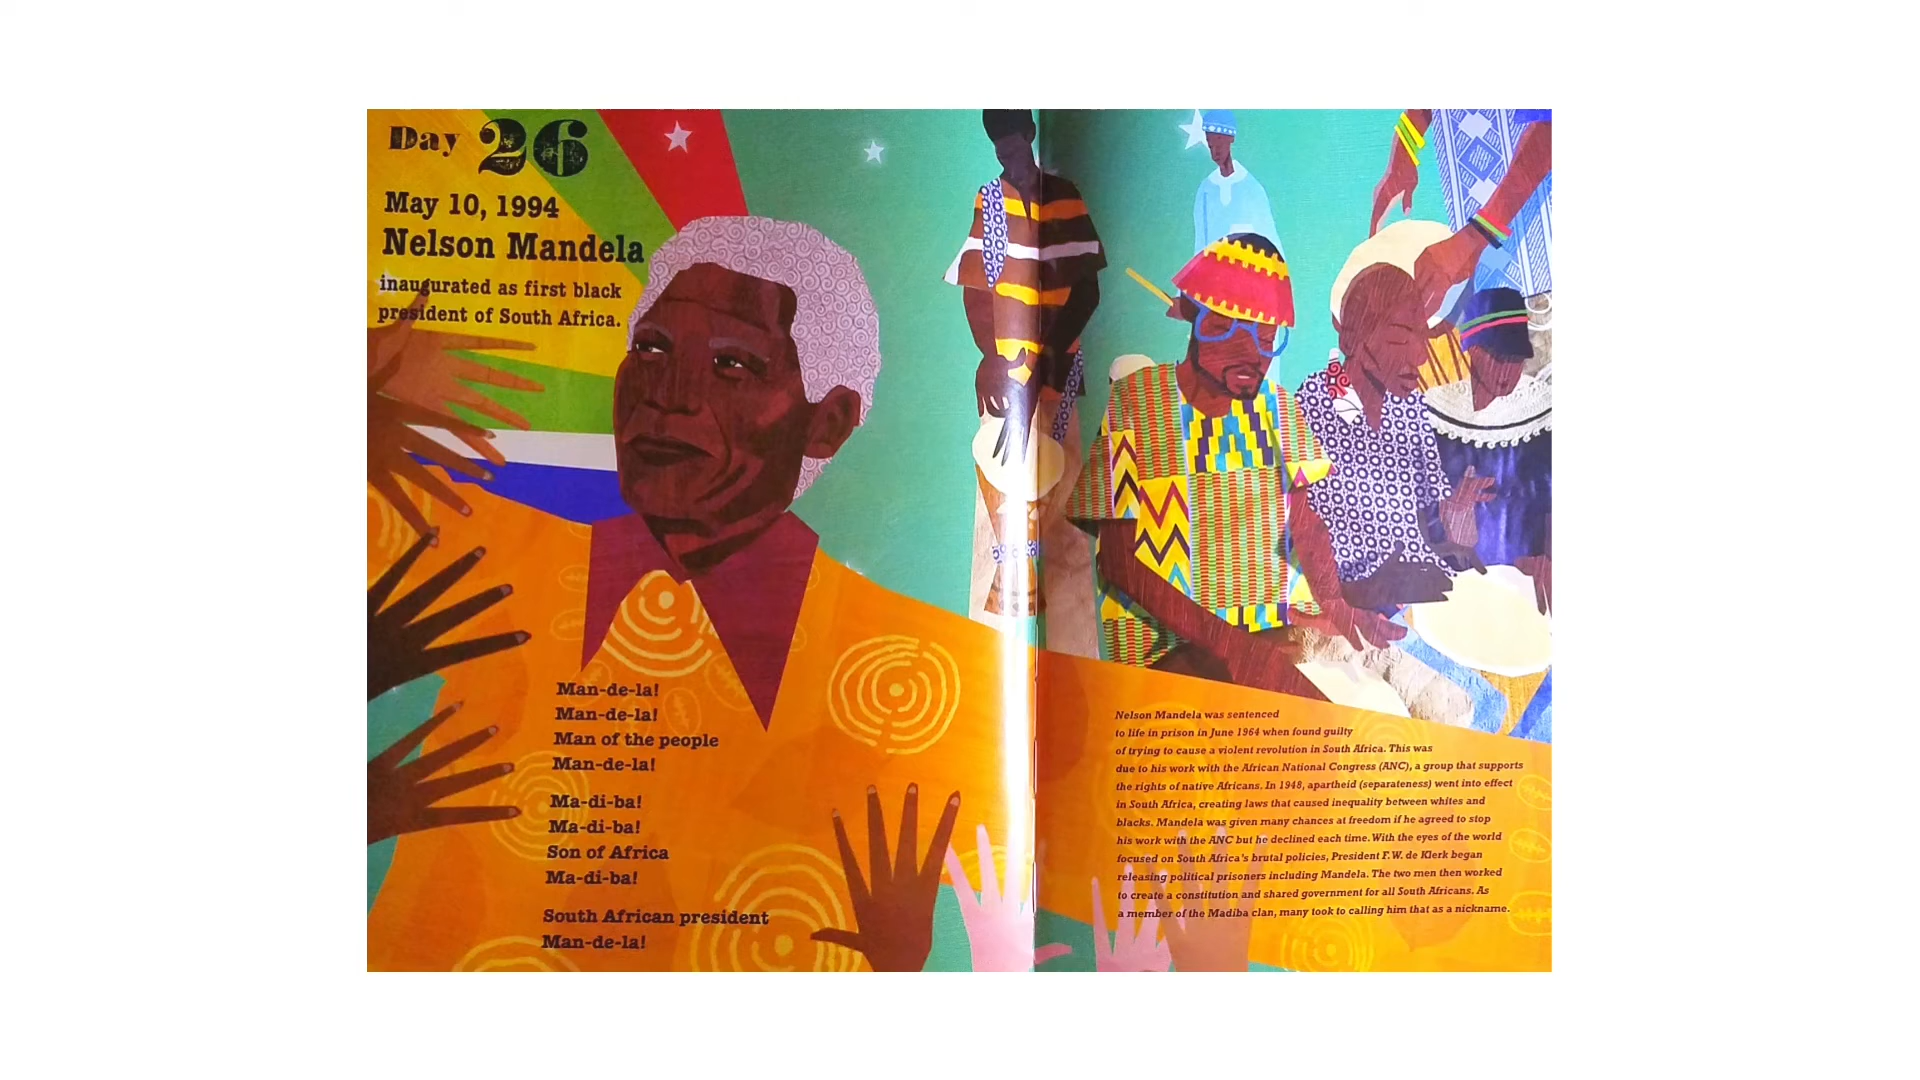 Day 26
May 10, 1994
Nelson Mandela
inaugurated as first black
president of South Africa.
Man-de-la!
Man-de-la!
Man of the people
Man-de-la!
Ma-di-ba!
Ma-di-ba!
Son of Africa
Ma-di-ba!
South African president
Man-de-la!
Nelson Mandela was sentenced
to life in prison in June 1964 when found guilty
of trying to cause a violent revolution in South Africa. This was
due to his work with the African National Congress (ANC), a group that supports
the rights of native Africans. In 1948, apartheid (separateness) went into effect
in South Africa, creating laws that caused inequality between whites and
blacks. Mandela was given many chances at freedom if he agreed to stop
his work with the ANC but he declined each time. With the eyes of the world
focused on South Africa's brutal policies, President F.W. de Klerk began
releasing political prisoners including Mandela. The two men then worked
to create a constitution and shared government for all South Africans. As
a member of the Madiba clan, many took to calling him that as a nickname.